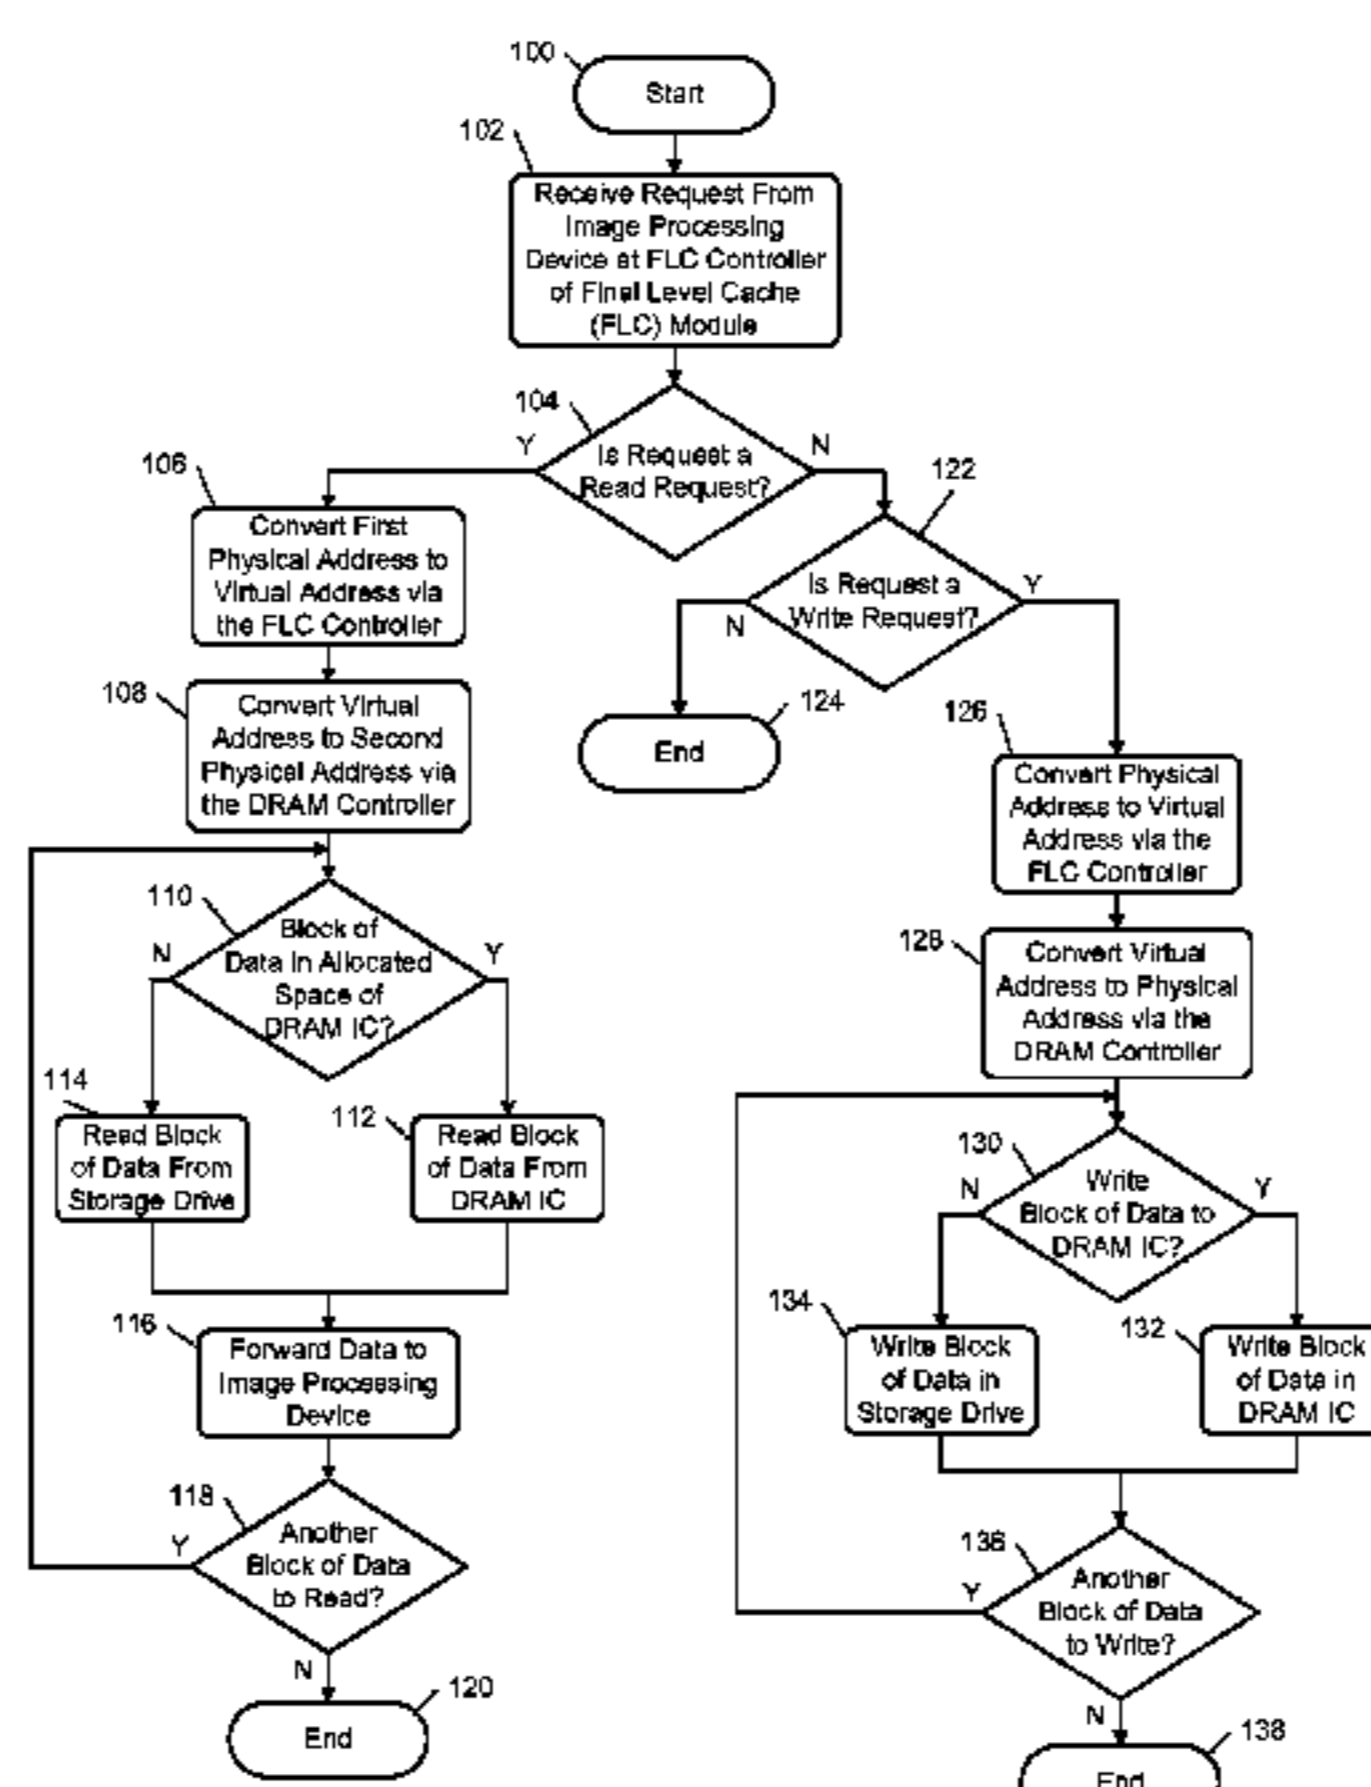 100
Start
102
Receive Request From
Image Processing
Device at FLC Controller
of Final Level Cache
(FLC) Module
104
Y
N
Is Request a
Read Request?
106
Convert First
Physical Address to
Virtual Address via
the FLC Controller
108
Convert Virtual
Address to Second
Physical Address via
the DRAM Controller
110
N
Y
Block of
Data in Allocated
Space of
DRAM IC?
114
Read Block
of Data From
Storage Drive
112
Read Block
of Data From
DRAM IC
116
Forward Data to
Image Processing
Device
118
Y
Another
Block of Data
to Read?
N
120
End
122
Is Request a
Write Request?
Y
N
124
End
126
Convert Physical
Address to Virtual
Address via the
FLC Controller
128
Convert Virtual
Address to Physical
Address via the
DRAM Controller
130
N
Y
Write
Block of Data to
DRAM IC?
134
Write Block
of Data in
Storage Drive
132
Write Block
of Data in
DRAM IC
136
Y
Another
Block of Data
to Write?
N
138
End